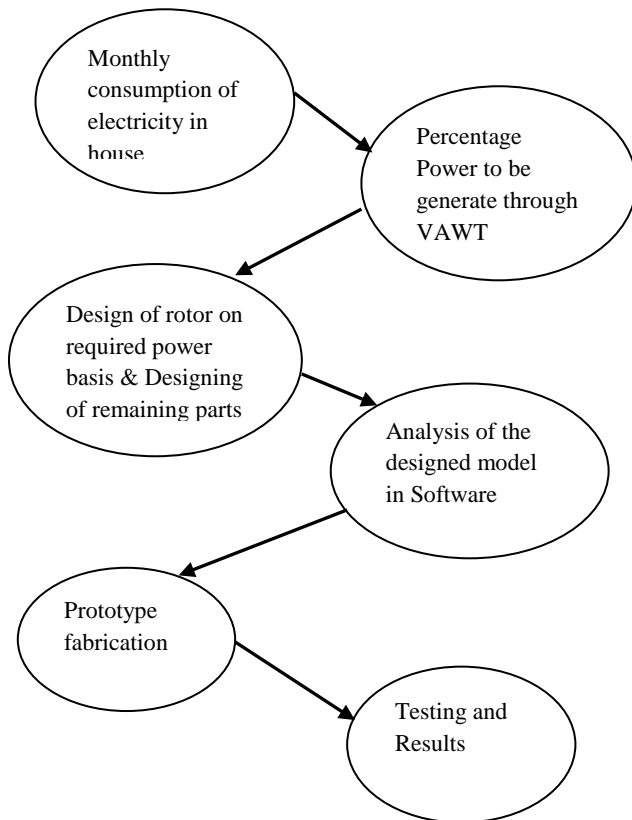 Monthly
consumption of
electricity in
house
Percentage
Power to be
generate through
VAWT
Design of rotor on
required power
basis & Designing
of remaining parts
Analysis of the
designed model
in Software
Prototype
fabrication
Testing and
Results